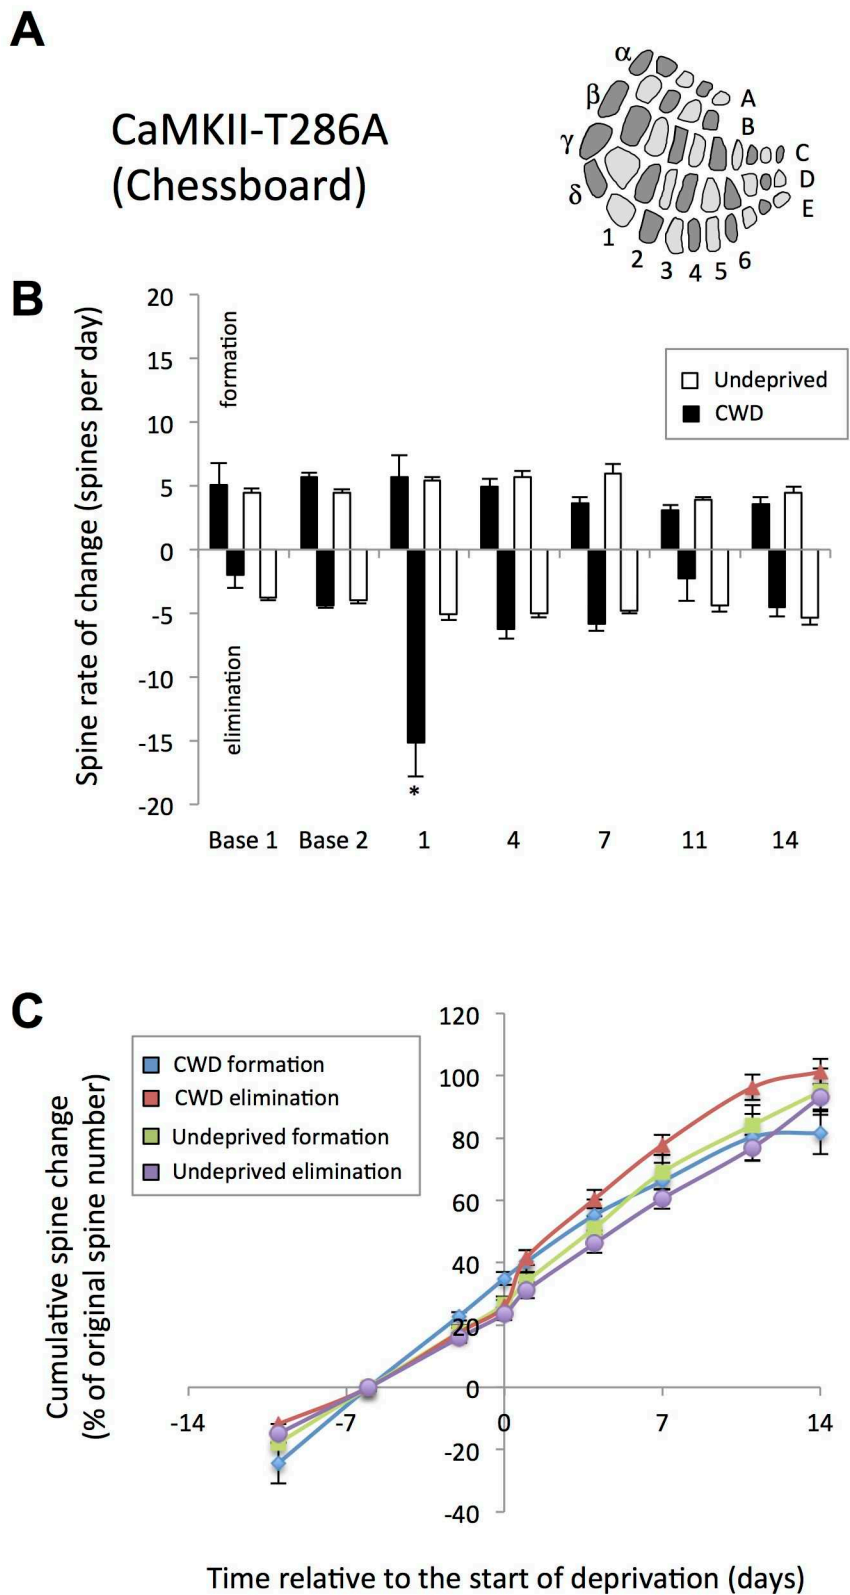 A
CaMKII-T286A
(Chessboard)
α
β
γ
δ
A
B
C
D
E
1
2
3
4
5
6
B
Spine rate of change (spines per day)
20
15
10
5
0
-5
-10
-15
-20
formation
elimination
Undeprived
CWD
*
Base 1
Base 2
1
4
7
11
14
C
Cumulative spine change
(% of original spine number)
CWD formation
CWD elimination
Undeprived formation
Undeprived elimination
120
100
80
60
40
20
0
-20
-40
-14
-7
0
7
14
Time relative to the start of deprivation (days)